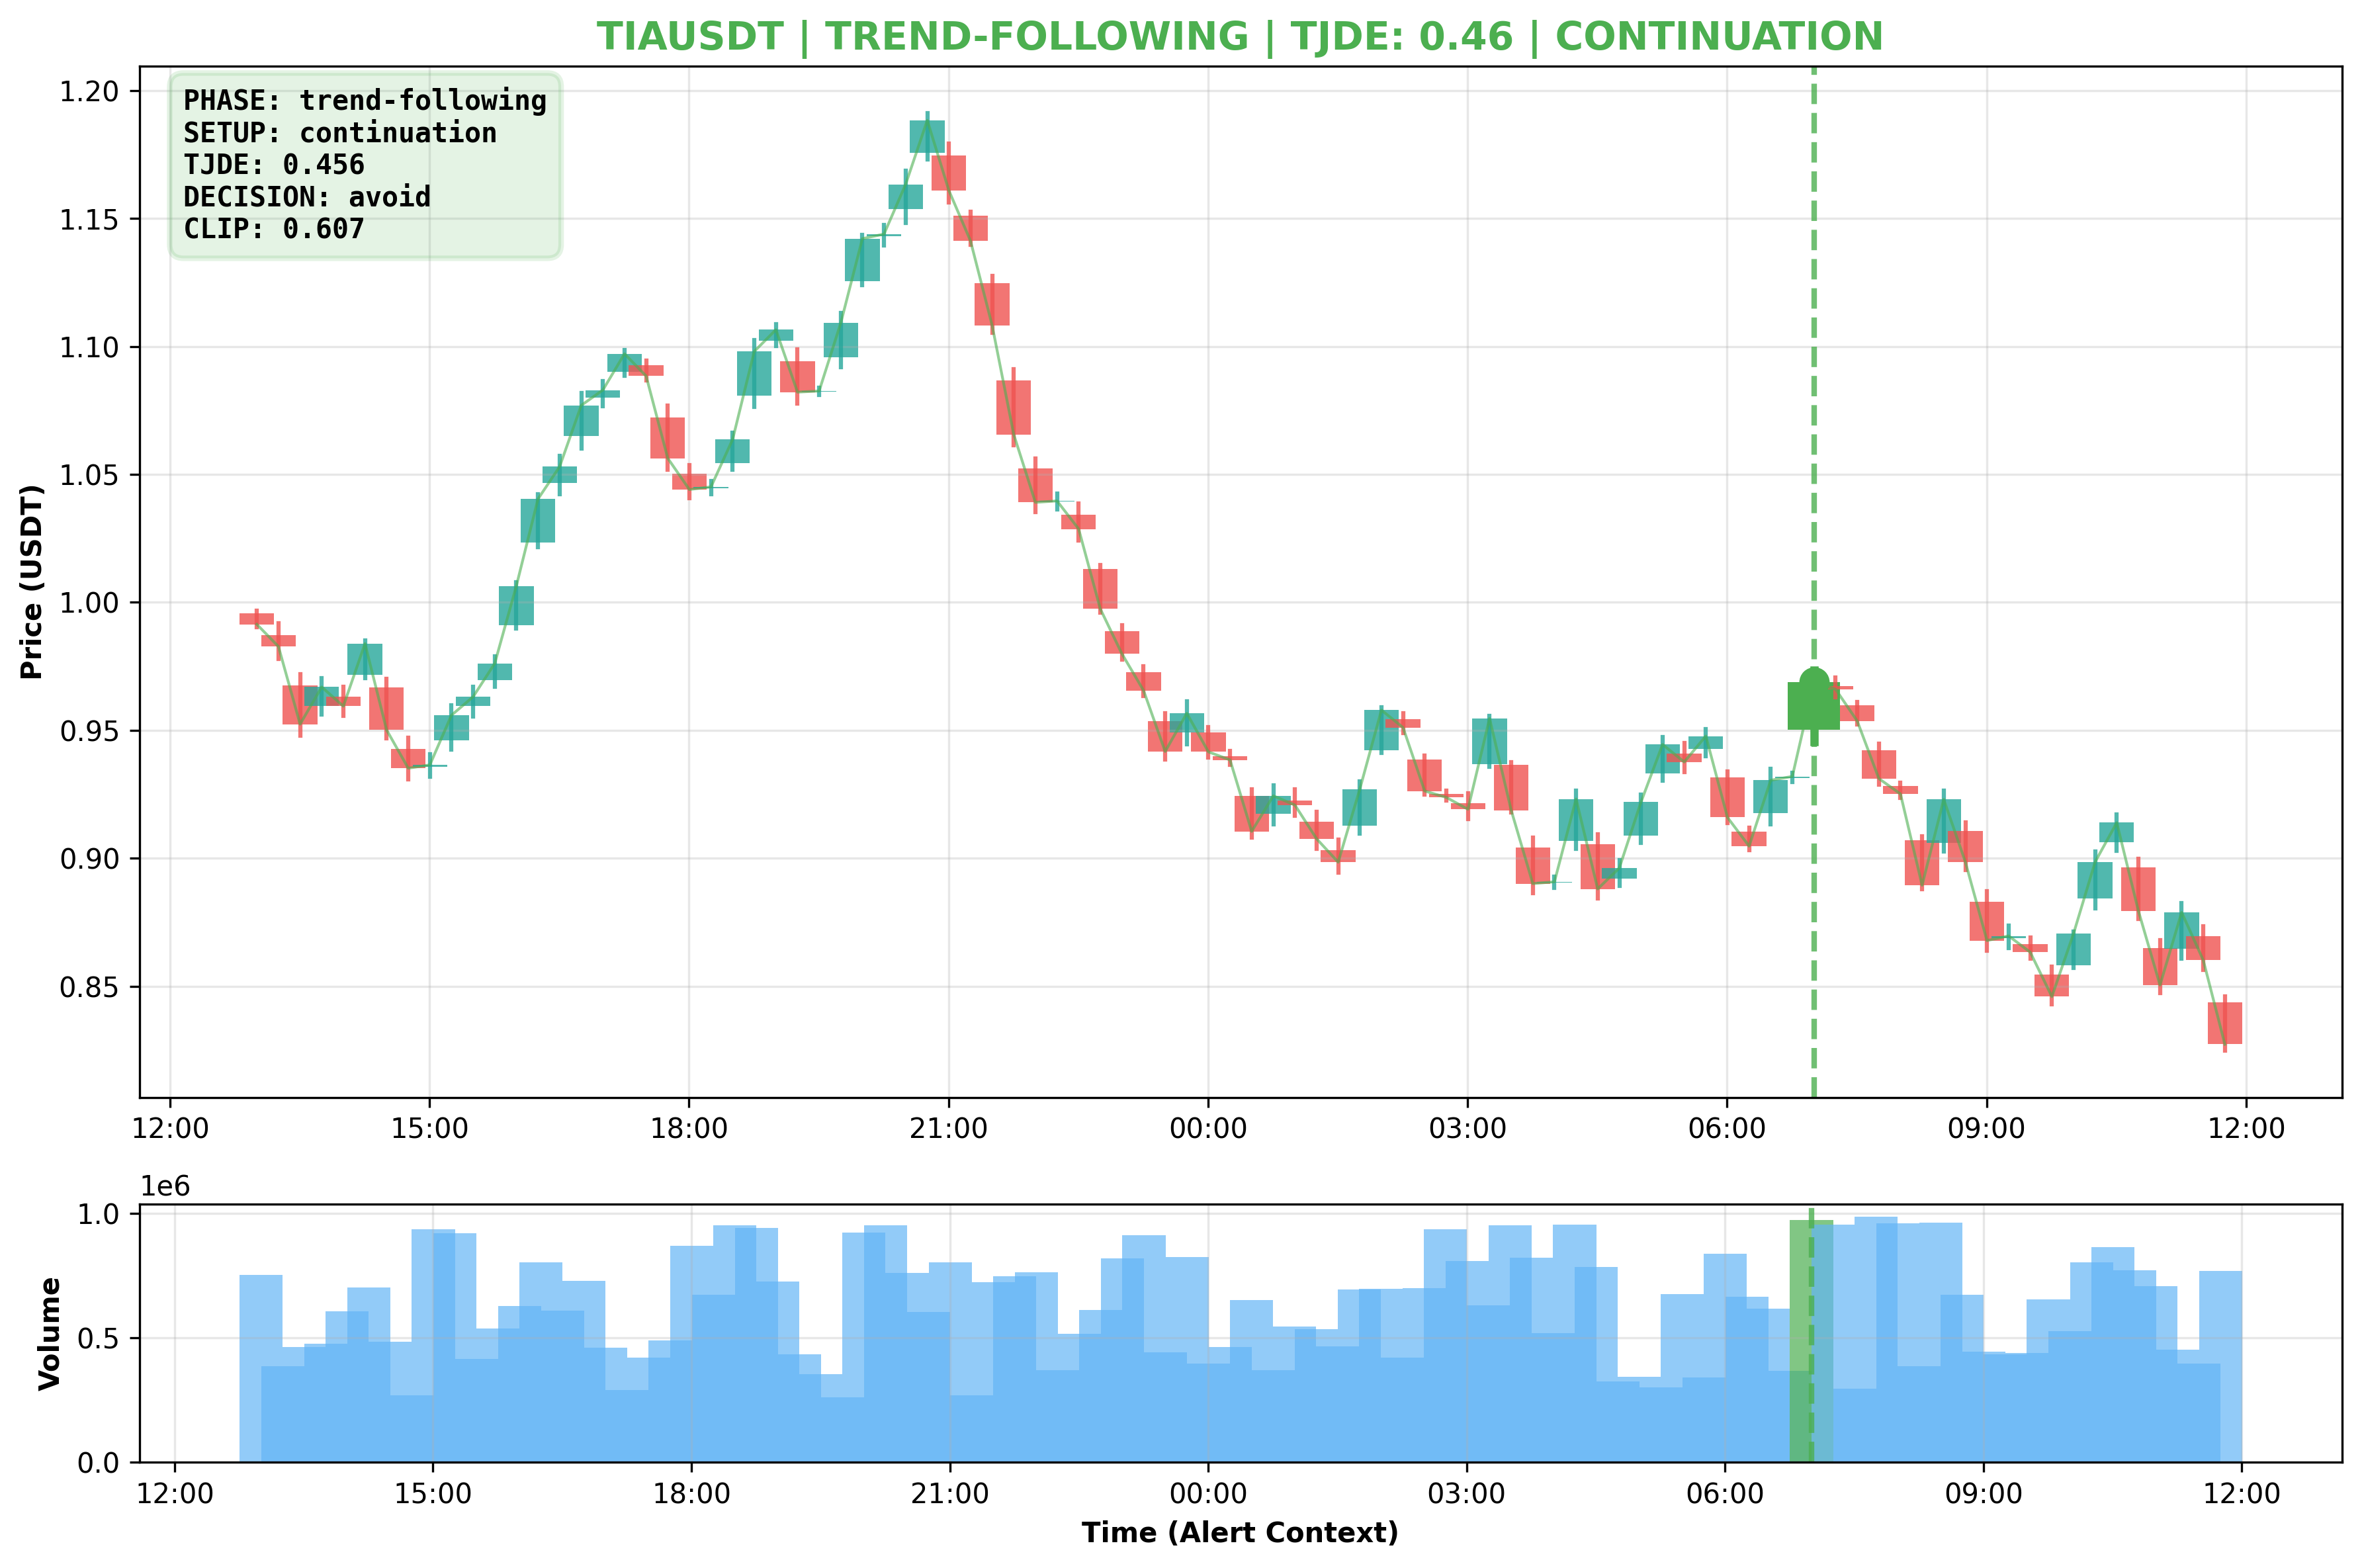 TIAUSDT | TREND-FOLLOWING | TJDE: 0.46 | CONTINUATION
PHASE: trend-following
SETUP: continuation
TJDE: 0.456
DECISION: avoid
CLIP: 0.607
Price (USDT)
1.20
1.15
1.10
1.05
1.00
0.95
0.90
0.85
12:00 15:00 18:00 21:00 00:00 03:00 06:00 09:00 12:00
1e6
Volume
1.0
0.5
0.0
12:00 15:00 18:00 21:00 00:00 03:00 06:00 09:00 12:00
Time (Alert Context)